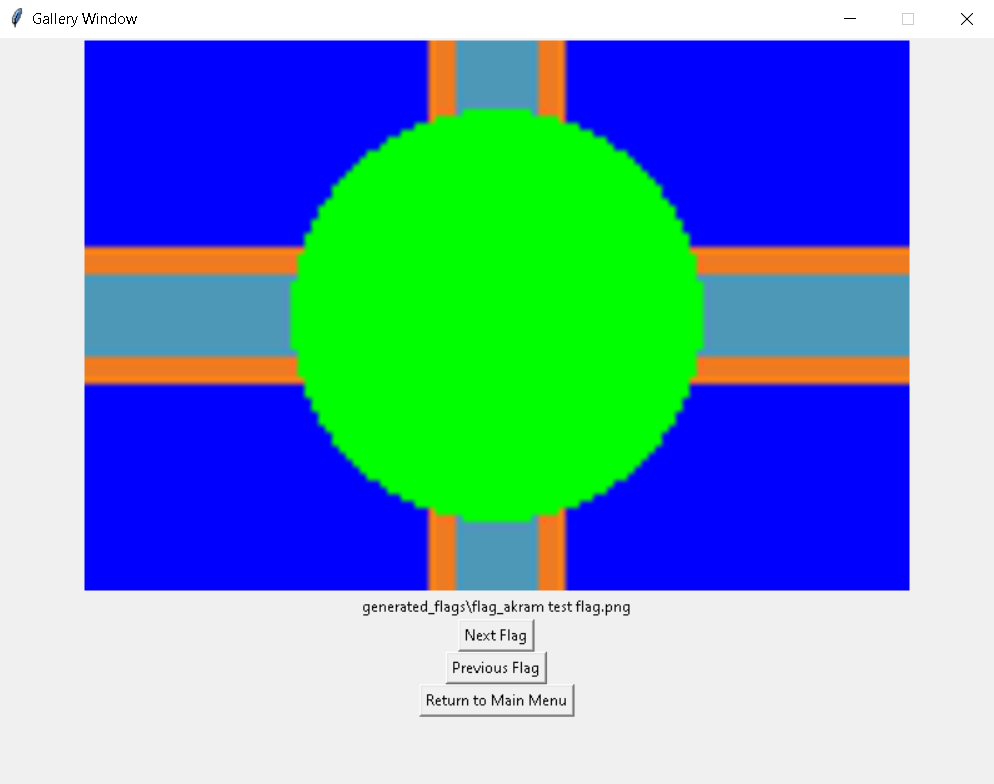 Gallery Window
generated_flags\flag_akram test flag.png
Next Flag
Previous Flag
Return to Main Menu